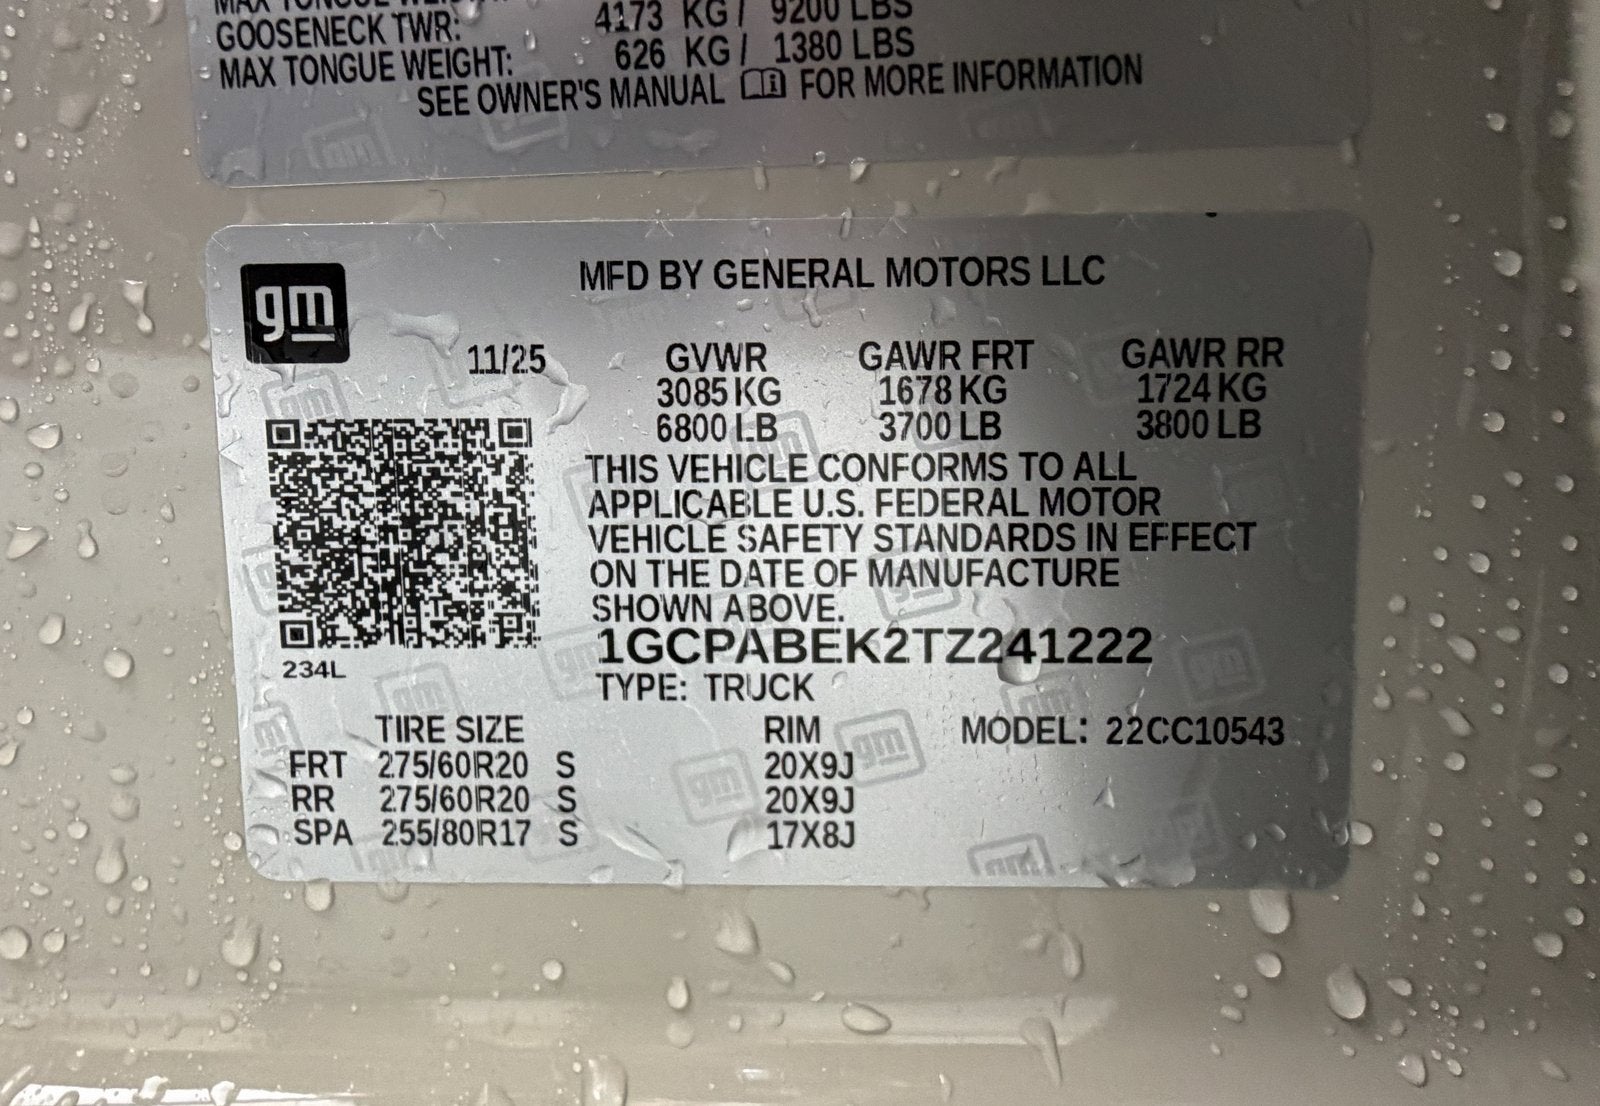 MAX TONGUE WEIGHT:
GOOSENECK TWR: 4173 KG / 9200 LBS
MAX TONGUE WEIGHT: 626 KG / 1380 LBS
SEE OWNER'S MANUAL FOR MORE INFORMATION
gm
MFD BY GENERAL MOTORS LLC
11/25 GVWR GAWR FRT GAWR RR
3085 KG 1678 KG 1724 KG
6800 LB 3700 LB 3800 LB
THIS VEHICLE CONFORMS TO ALL
APPLICABLE U.S. FEDERAL MOTOR
VEHICLE SAFETY STANDARDS IN EFFECT
ON THE DATE OF MANUFACTURE
SHOWN ABOVE.
1GCPABEK2TZ241222
234L
TYPE: TRUCK
TIRE SIZE RIM MODEL: 22CC10543
FRT 275/60R20 S 20X9J
RR 275/60R20 S 20X9J
SPA 255/80R17 S 17X8J